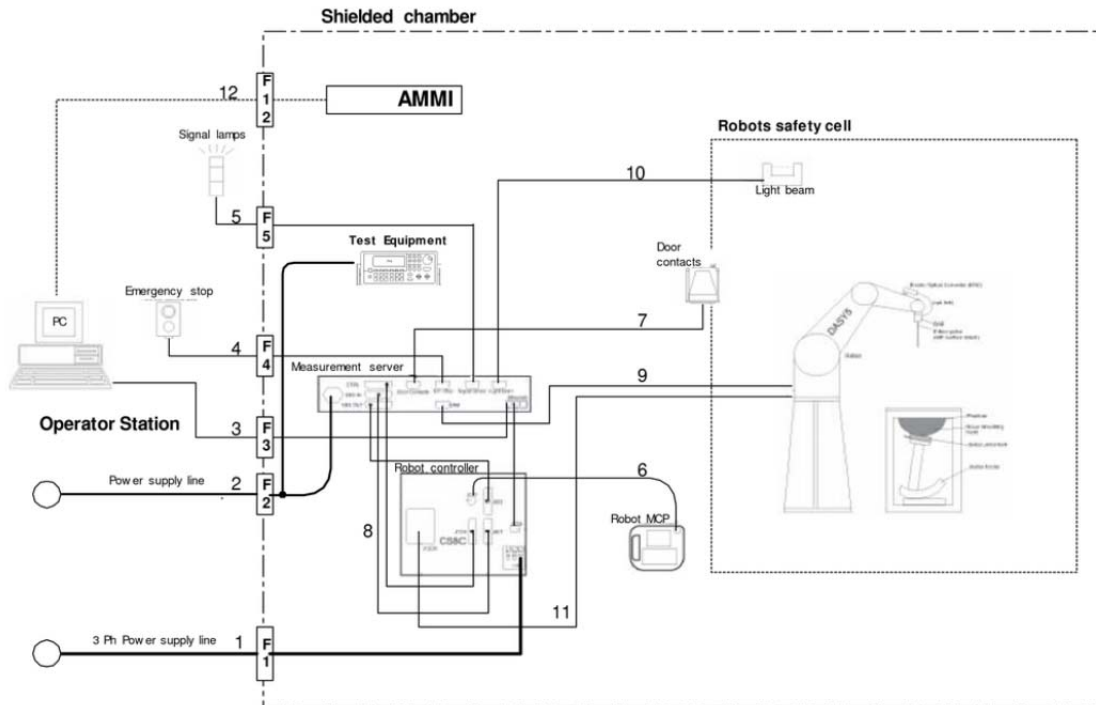 Shielded chamber
F
1
2
12
AMMI
Signal lamps
Robots safety cell
10
Light beam
5
F
5
Test Equipment
Door
contacts
Emergency stop
PC
7
DASY5
4
F
4
Measurement server
9
Operator Station
3
F
3
Robot controller
Power supply line
2
F
2
6
8
CS8C
Robot MCP
11
3 Ph Power supply line
1
F
1